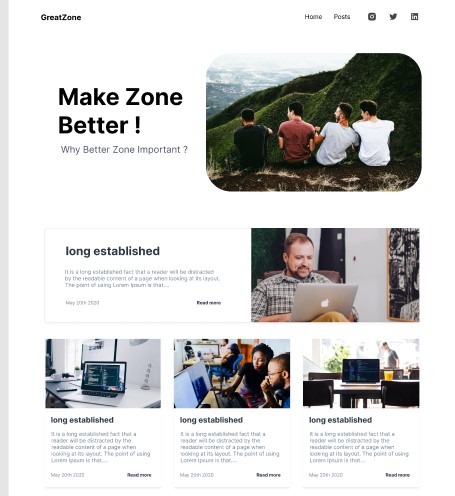 GreatZone
Home Posts
Make Zone
Better !
Why Better Zone Important ?
long established
It is a long established fact that a reader will be distracted
by the readable content of a page when looking at its layout.
The point of using Lorem Ipsum is that....
May 20th 2020 Read more
long established
It is a long established fact that a
reader will be distracted by the
readable content of a page when
looking at its layout. The point of using
Lorem Ipsum is that....
May 20th 2020 Read more
long established
It is a long established fact that a
reader will be distracted by the
readable content of a page when
looking at its layout. The point of using
Lorem Ipsum is that....
May 20th 2020 Read more
long established
It is a long established fact that a
reader will be distracted by the
readable content of a page when
looking at its layout. The point of using
Lorem Ipsum is that....
May 20th 2020 Read more